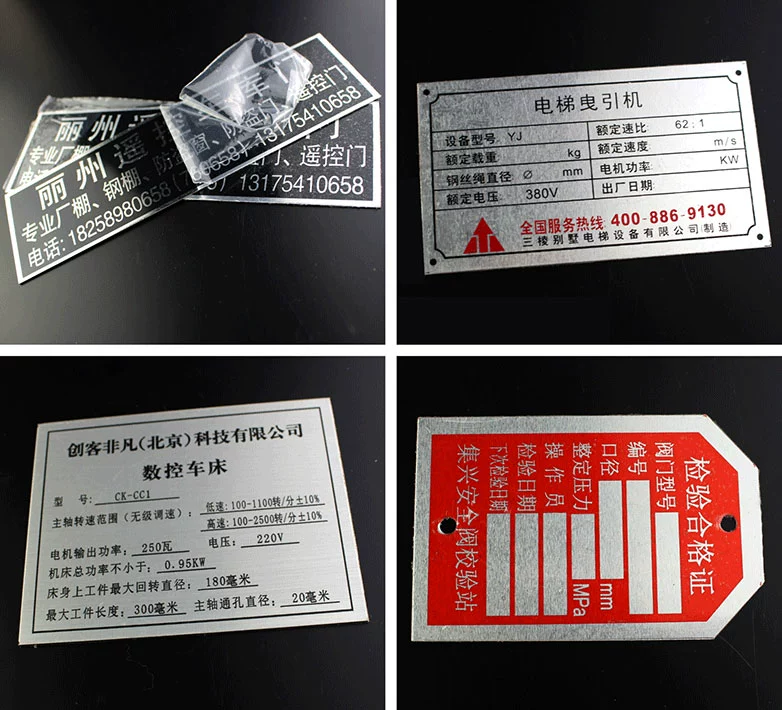 丽州遥控车门
专业厂棚、钢棚、防盗窗、防盗门、遥控门
电话: 18258980658 13175410658
门
门、遥控门
13175410658
电梯曳引机
设备型号: YJ 额定速比: 62:1
额定载重: kg 额定速度: m/s
钢丝绳直径: Ø mm 电机功率: KW
额定电压: 380V 出厂日期:
全国服务热线: 400-886-9130
三棱别墅电梯设备有限公司(制造)
创客非凡(北京)科技有限公司
数控车床
型 号: CK-CC1
主轴转速范围(无级调速): 低速:100-1100转/分±10%
高速:100-2500转/分±10%
电机输出功率: 250瓦 电压: 220V
机床总功率不小于: 0.95KW
床身上工件最大回转直径: 180毫米
最大工件长度: 300毫米 主轴通孔直径: 20毫米
检验合格证
阀门型号
编号
口径 mm
整定压力 MPa
操作员
检验日期
下次检验日期
集兴安全阀校验站